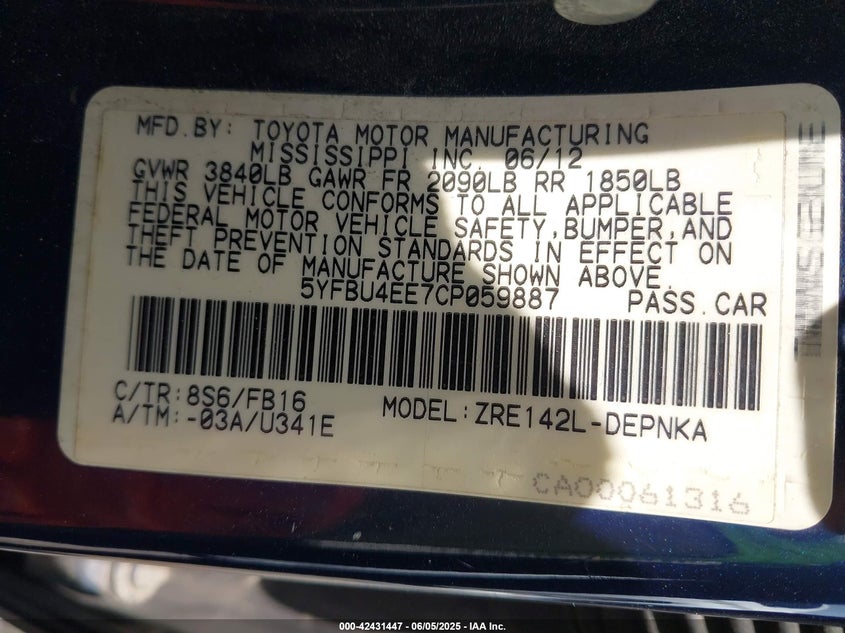 MFD.BY: TOYOTA MOTOR MANUFACTURING
MISSISSIPPI INC. 06/12
GVWR 3840LB GAWR FR 2090LB RR 1850LB
THIS VEHICLE CONFORMS TO ALL APPLICABLE
FEDERAL MOTOR VEHICLE SAFETY,BUMPER,AND
THEFT PREVENTION STANDARDS IN EFFECT ON
THE DATE OF MANUFACTURE SHOWN ABOVE.
5YFBU4EE7CP059887 PASS.CAR
C/TR:8S6/FB16
A/TM:-03A/U341E
MODEL:ZRE142L-DEPNKA
CA00061316
000-42431447 - 06/05/2025 - IAA Inc.